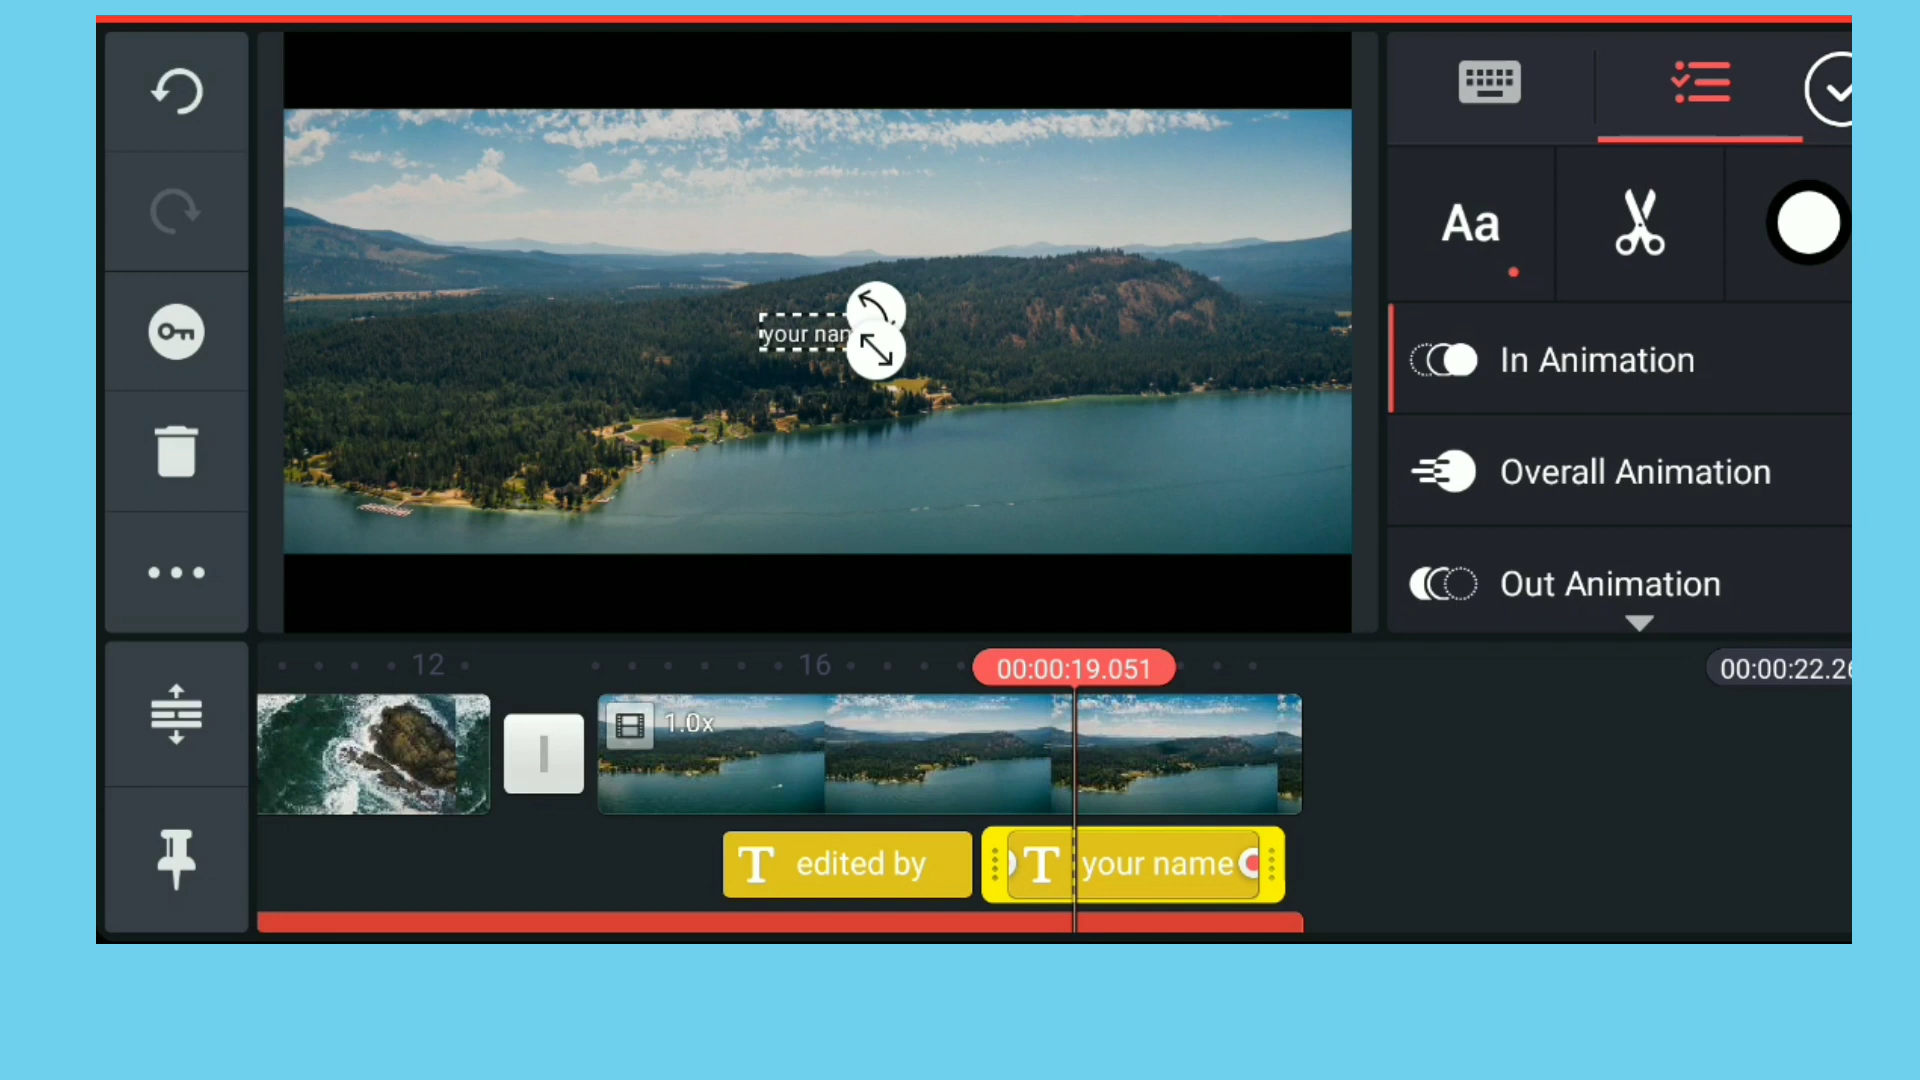 Aa
your nam
In Animation
Overall Animation
Out Animation
12
16
00:00:19.051
00:00:22.26
1.0x
T edited by
T your name